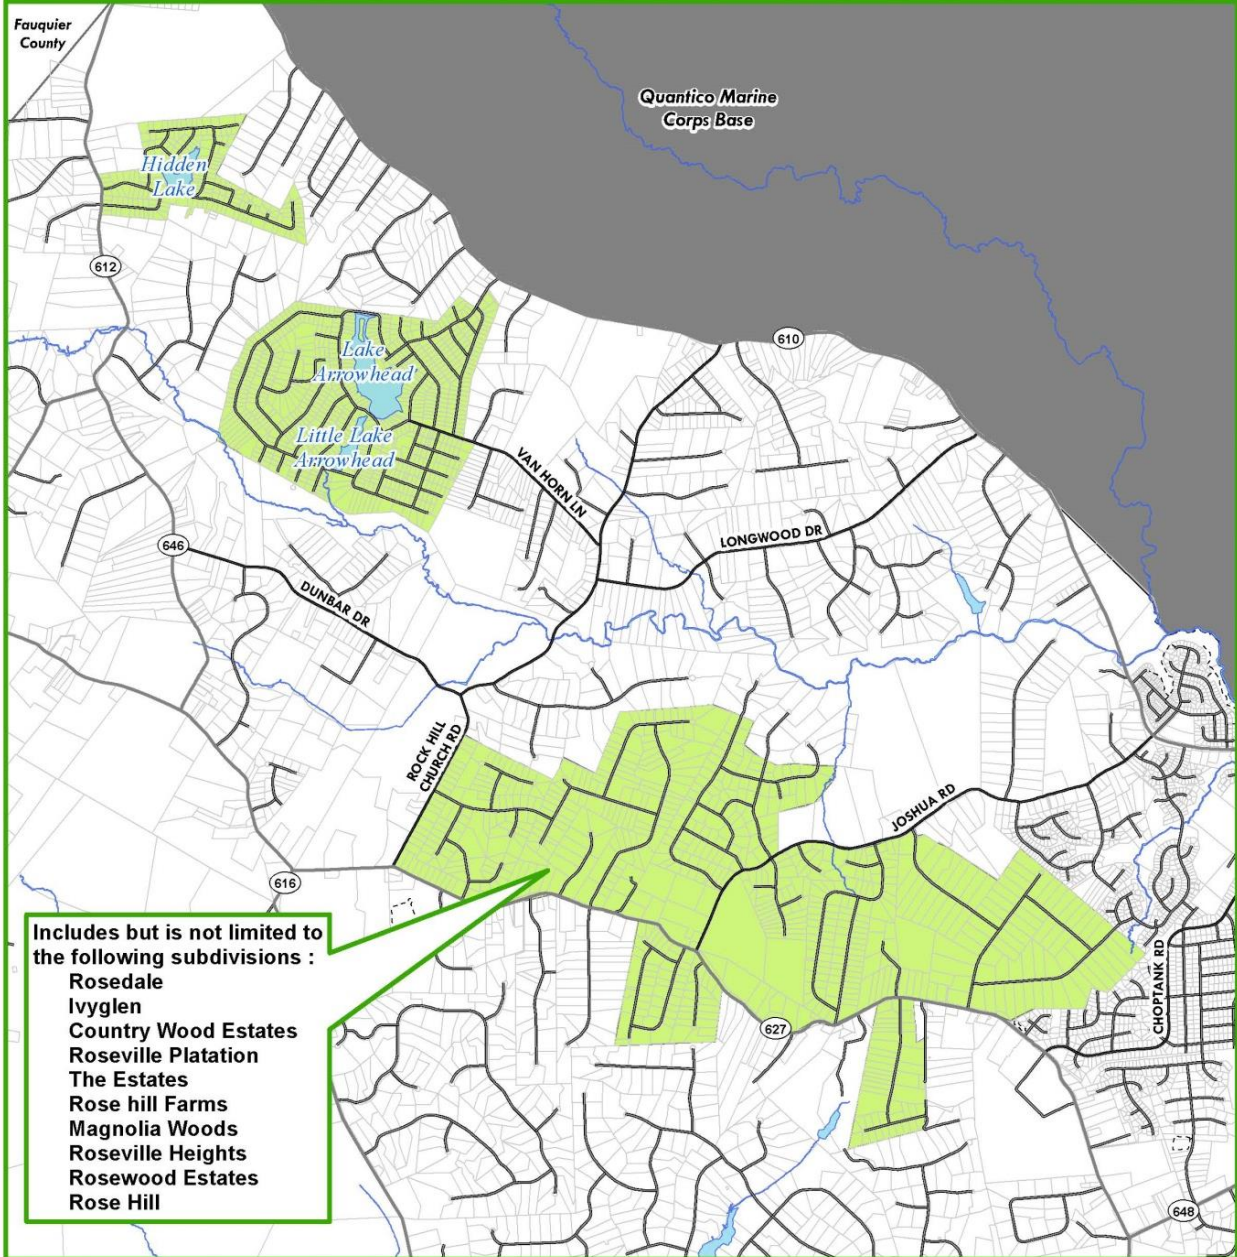 Fauquier
County
Quantico Marine
Corps Base
Hidden
Lake
612
610
Lake
Arrowhead
Little Lake
Arrowhead
VAN HORN LN
LONGWOOD DR
646
DUNBAR DR
ROCK HILL
CHURCH RD
JOSHUA RD
616
Includes but is not limited to
the following subdivisions :
Rosedale
Ivyglen
Country Wood Estates
Roseville Platation
The Estates
Rose hill Farms
Magnolia Woods
Roseville Heights
Rosewood Estates
Rose Hill
CHOPTANK RD
627
648